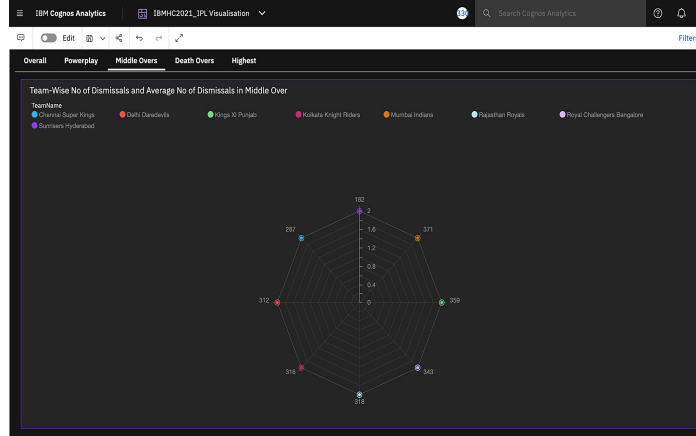 IBM Cognos Analytics
IBMHC2021_IPL Visualisation
Search Cognos Analytics
Edit
Filters
Overall Powerplay Middle Overs Death Overs Highest
Team-Wise No of Dismissals and Average No of Dismissals in Middle Over
TeamName
Chennai Super Kings Delhi Daredevils Kings XI Punjab Kolkata Knight Riders Mumbai Indians Rajasthan Royals Royal Challengers Bangalore
Sunrisers Hyderabad
182
2
287 1.6 371
1.2
0.8
0.4
312 0 359
316 343
318